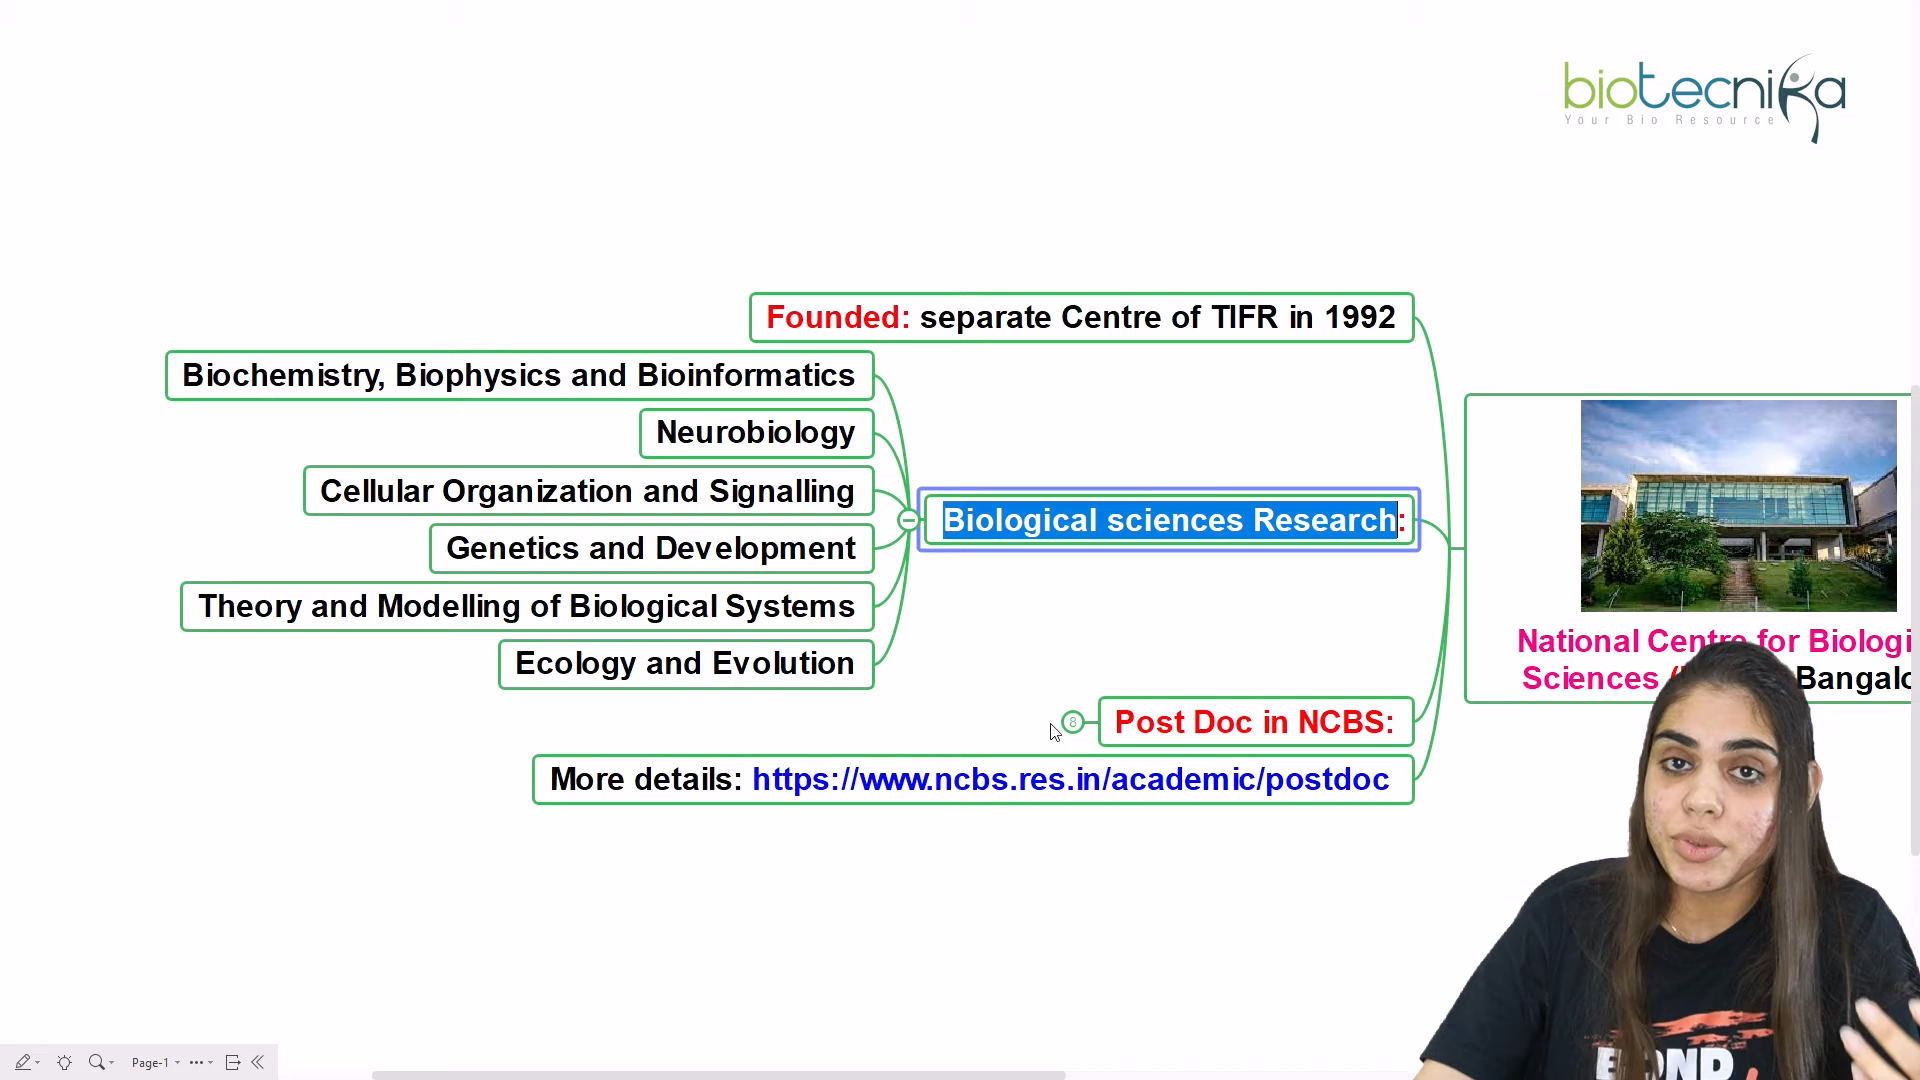 biotecnika
Your Bio Resource
Founded: separate Centre of TIFR in 1992
Biochemistry, Biophysics and Bioinformatics
Neurobiology
Cellular Organization and Signalling
Biological sciences Research:
Genetics and Development
Theory and Modelling of Biological Systems
Ecology and Evolution
National Centre for Biologi
Sciences
Bangalo
8
Post Doc in NCBS:
More details: https://www.ncbs.res.in/academic/postdoc
Page-1